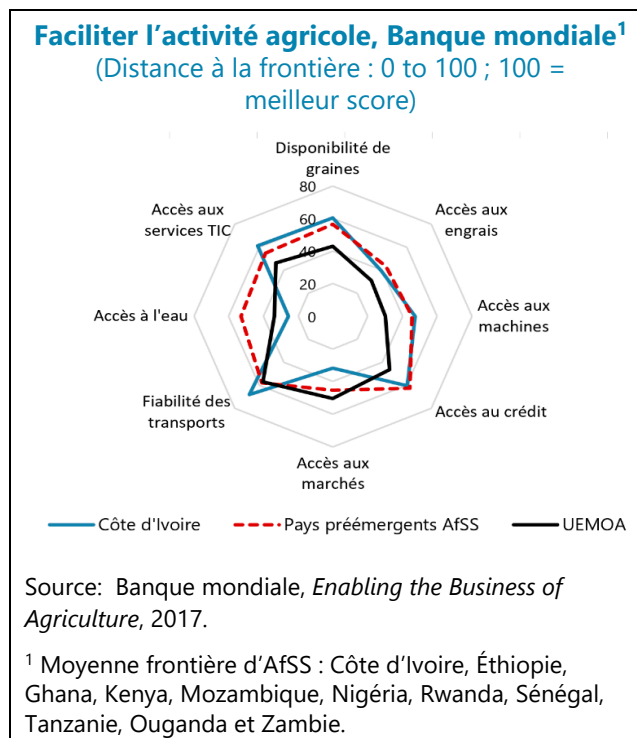 Faciliter l’activité agricole, Banque mondiale¹
(Distance à la frontière : 0 to 100 ; 100 =
meilleur score)
Disponibilité de
graines
80
60
40
20
0
Accès aux
services TIC
Accès aux
engrais
Accès à l'eau
Accès aux
machines
Fiabilité des
transports
Accès au crédit
Accès aux
marchés
Côte d'Ivoire
Pays préémergents AfSS
UEMOA
Source:  Banque mondiale, Enabling the Business of
Agriculture, 2017.
¹ Moyenne frontière d’AfSS : Côte d’Ivoire, Éthiopie,
Ghana, Kenya, Mozambique, Nigéria, Rwanda, Sénégal,
Tanzanie, Ouganda et Zambie.